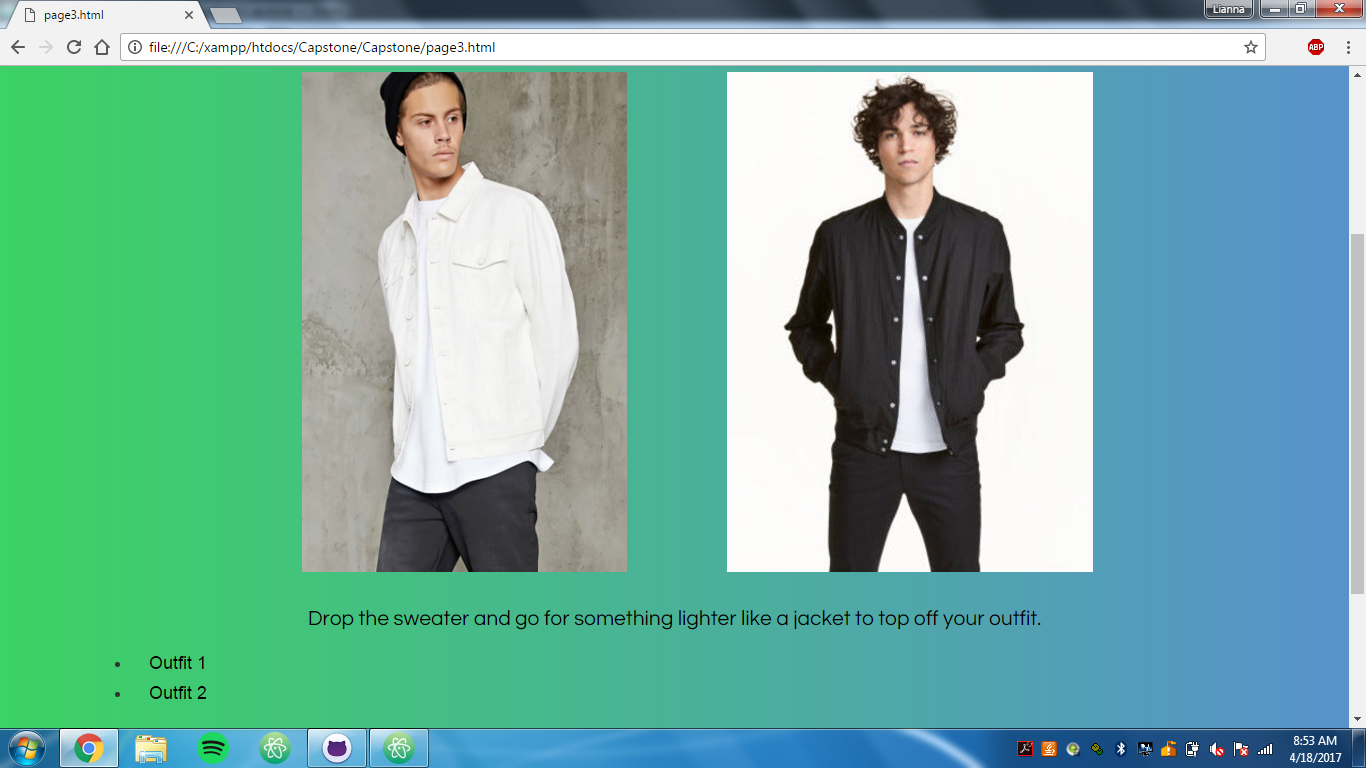 page3.html
Lianna
file:///C:/xampp/htdocs/Capstone/Capstone/page3.html
ABP
Drop the sweater and go for something lighter like a jacket to top off your outfit.
Outfit 1
Outfit 2
8:53 AM
4/18/2017